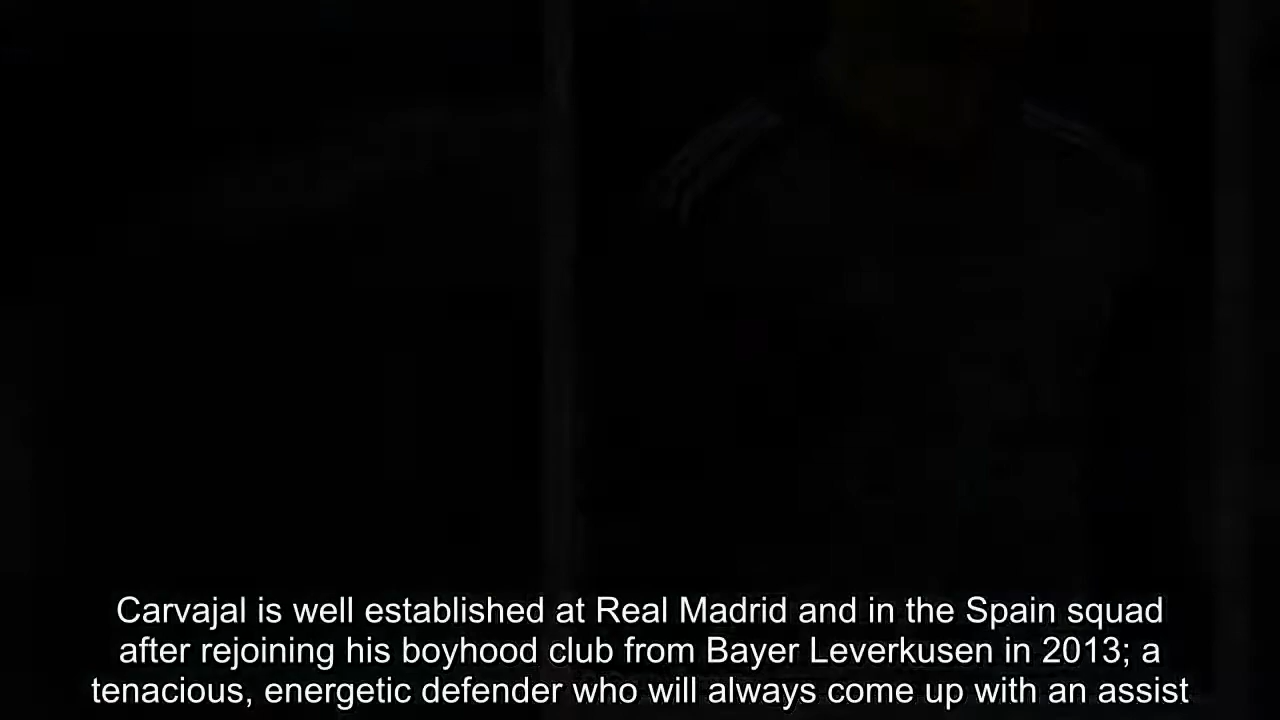 Carvajal is well established at Real Madrid and in the Spain squad
after rejoining his boyhood club from Bayer Leverkusen in 2013; a
tenacious, energetic defender who will always come up with an assist